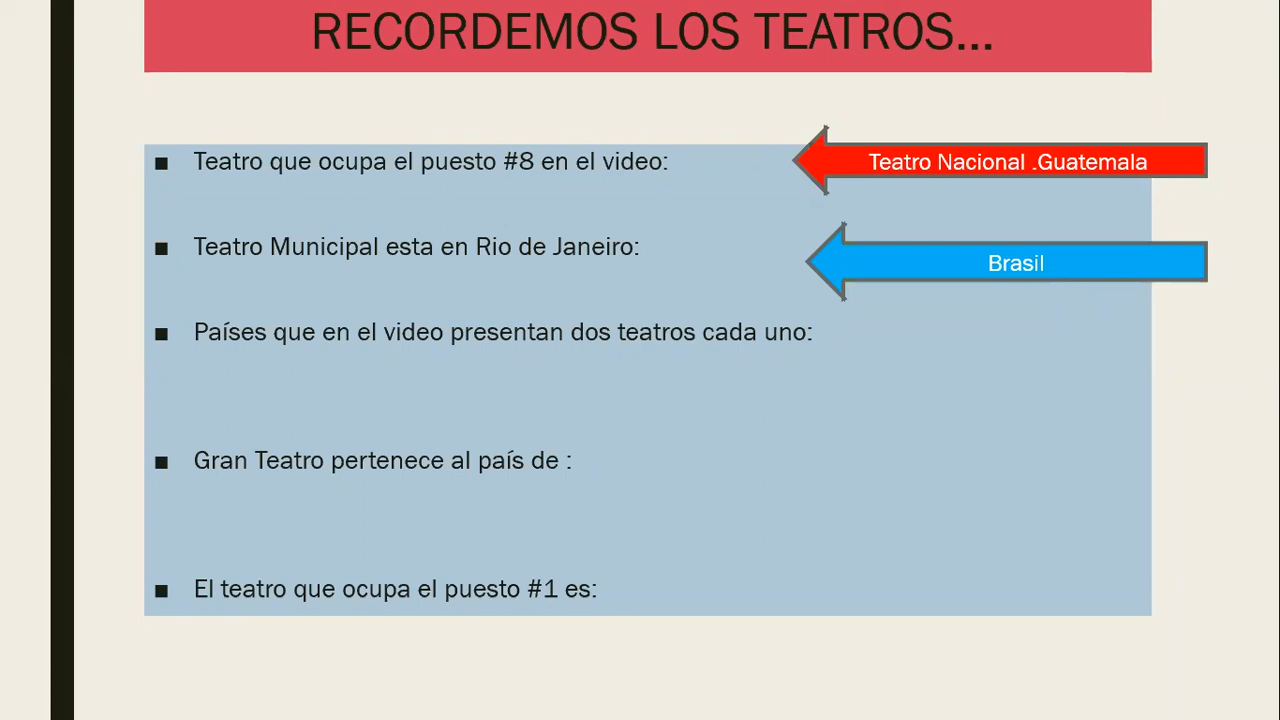 RECORDEMOS LOS TEATROS...
■ Teatro que ocupa el puesto #8 en el video:
Teatro Nacional .Guatemala
■ Teatro Municipal esta en Rio de Janeiro:
Brasil
■ Países que en el video presentan dos teatros cada uno:
■ Gran Teatro pertenece al país de :
■ El teatro que ocupa el puesto #1 es: